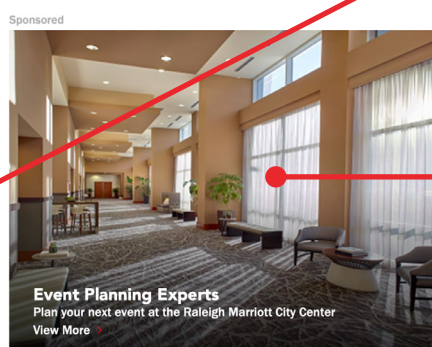 Sponsored
Event Planning Experts
Plan your next event at the Raleigh Marriott City Center
View More